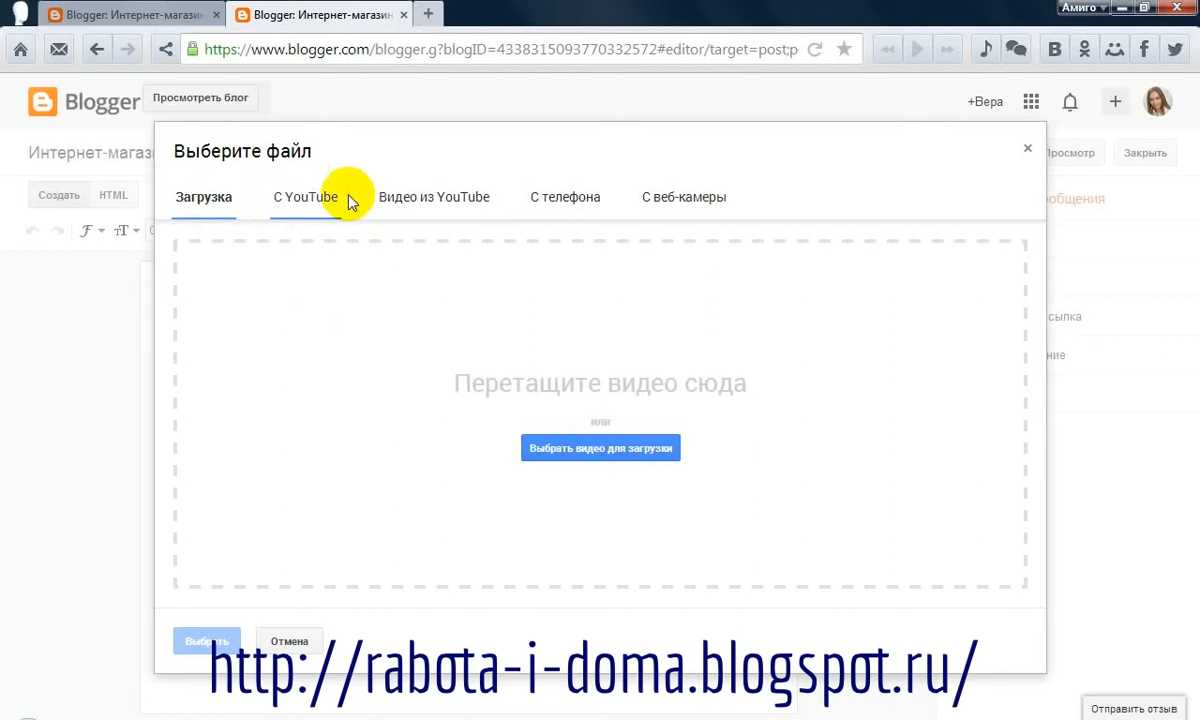 Blogger: Интернет-магазин
Blogger: Интернет-магазин
Амиго
https://www.blogger.com/blogger.g?blogID=4338315093770332572#editor/target=post;p
B
f
Blogger
Просмотреть блог
+Вера
Интернет-магаз
Просмотр
Закрыть
Создать
HTML
общения
сылка
ние
Выберите файл
Загрузка
С YouTube
Видео из YouTube
С телефона
С веб-камеры
Перетащите видео сюда
или
Выбрать видео для загрузки
Выбрать
Отмена
http://rabota-i-doma.blogspot.ru/
Отправить отзыв